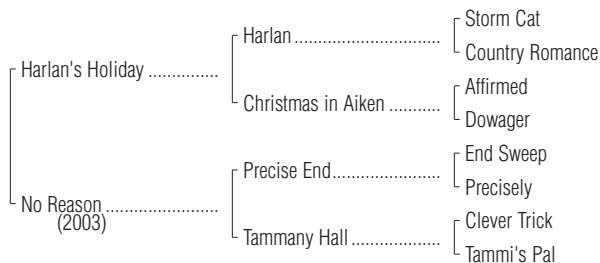 Storm Cat
Harlan ................................
Country Romance
Harlan's Holiday ...............
Affirmed
Christmas in Aiken ...........
Dowager
End Sweep
Precise End.......................
Precisely
No Reason ........................
(2003)
Clever Trick
Tammany Hall ...................
Tammi's Pal